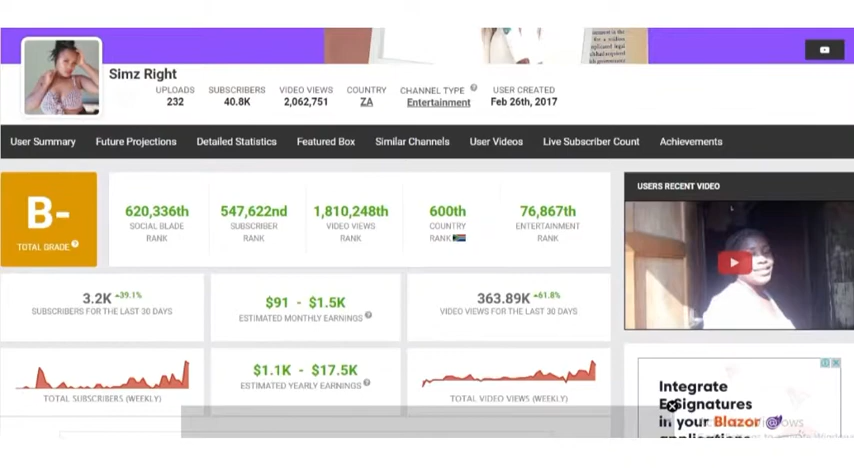 Simz Right
UPLOADS
232
SUBSCRIBERS
40.8K
VIDEO VIEWS
2,062,751
COUNTRY
ZA
CHANNEL TYPE ?
Entertainment
USER CREATED
Feb 26th, 2017
User Summary Future Projections Detailed Statistics Featured Box Similar Channels User Videos Live Subscriber Count Achievements
B-
TOTAL GRADE ?
620,336th
SOCIAL BLADE
RANK
547,622nd
SUBSCRIBER
RANK
1,810,248th
VIDEO VIEWS
RANK
600th
COUNTRY
RANK
76,867th
ENTERTAINMENT
RANK
3.2K +39.1%
SUBSCRIBERS FOR THE LAST 30 DAYS
$91 - $1.5K
ESTIMATED MONTHLY EARNINGS ?
363.89K +61.8%
VIDEO VIEWS FOR THE LAST 30 DAYS
TOTAL SUBSCRIBERS (WEEKLY)
$1.1K - $17.5K
ESTIMATED YEARLY EARNINGS ?
TOTAL VIDEO VIEWS (WEEKLY)
USERS RECENT VIDEO
Integrate
E-Signatures
in your Blazor